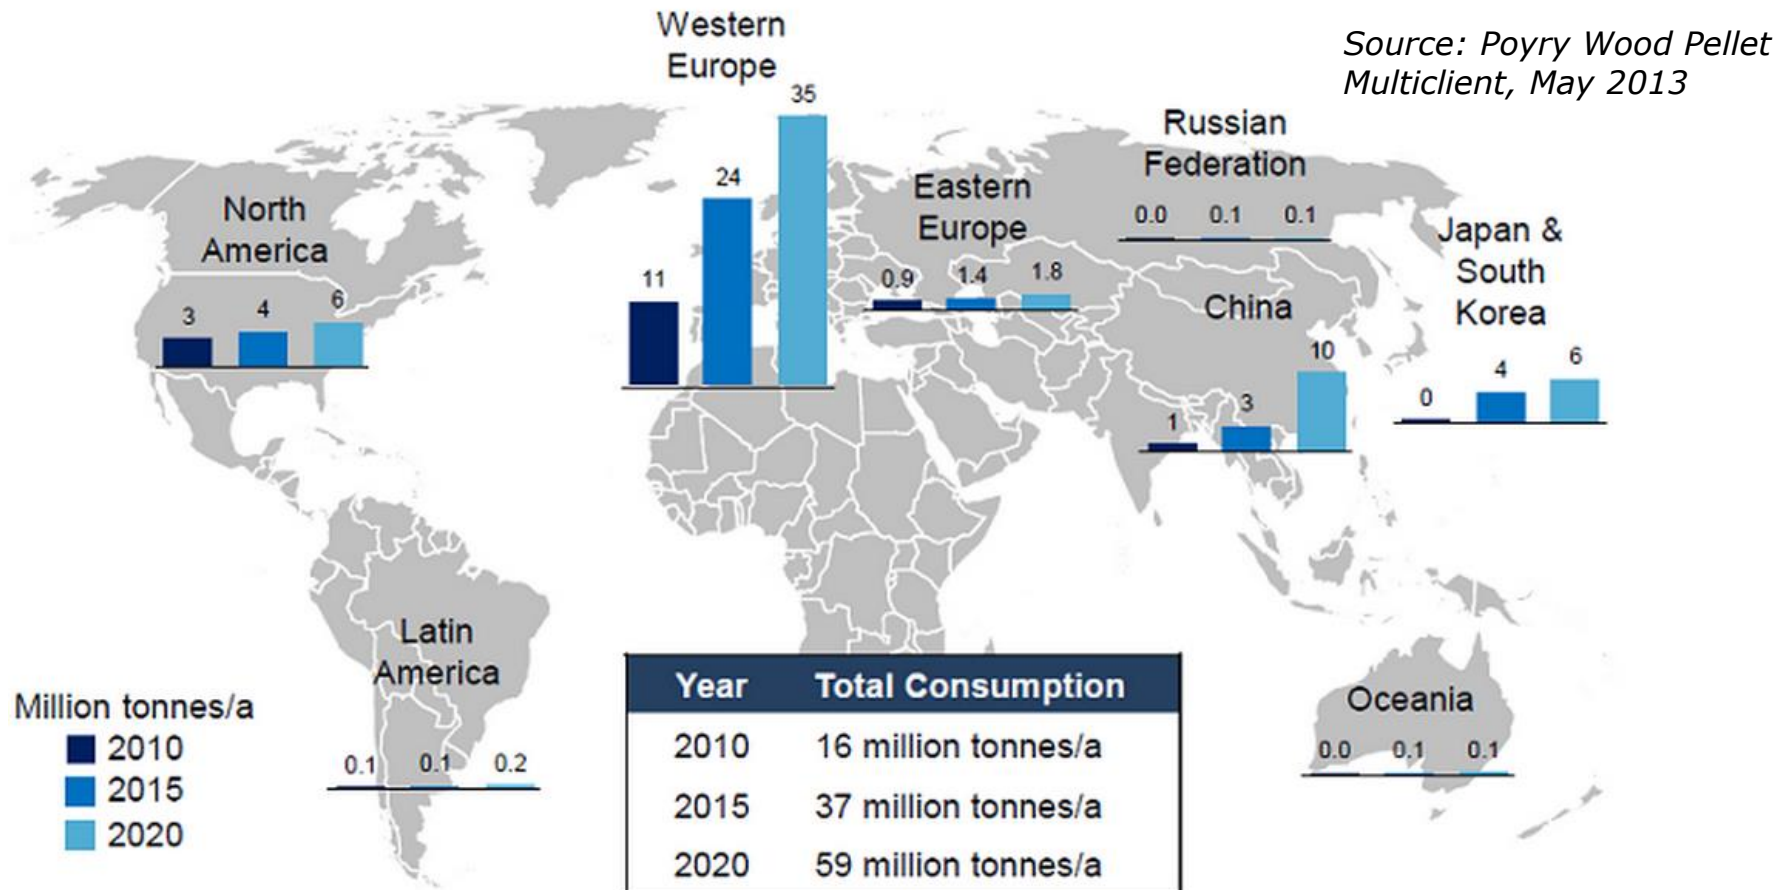 Western
Europe
35
24
11
Source: Poyry Wood Pellet
Multiclient, May 2013
Russian
Federation
0.0 0.1 0.1
North
America
3 4 6
Eastern
Europe
0.9 1.4 1.8
China
1 3 10
Japan &
South
Korea
0 4 6
Latin
America
0.1 0.1 0.2
Oceania
0.0 0.1 0.1
Million tonnes/a
2010
2015
2020
Year Total Consumption
2010 16 million tonnes/a
2015 37 million tonnes/a
2020 59 million tonnes/a